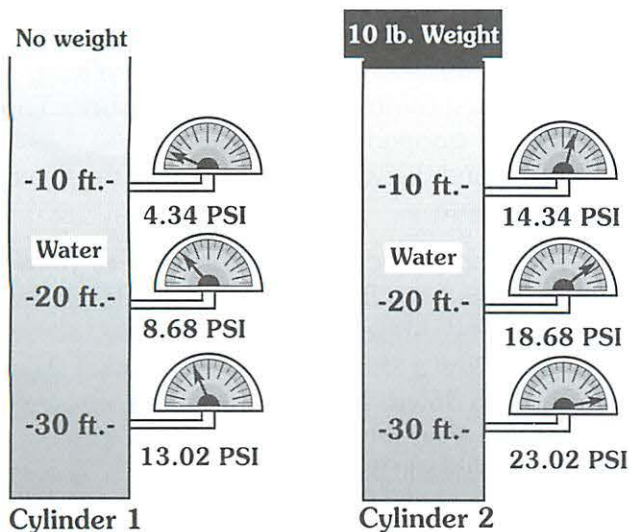 No weight
-10 ft.-
4.34 PSI
Water
-20 ft.-
8.68 PSI
-30 ft.-
13.02 PSI
Cylinder 1
10 lb. Weight
-10 ft.-
14.34 PSI
Water
-20 ft.-
18.68 PSI
-30 ft.-
23.02 PSI
Cylinder 2